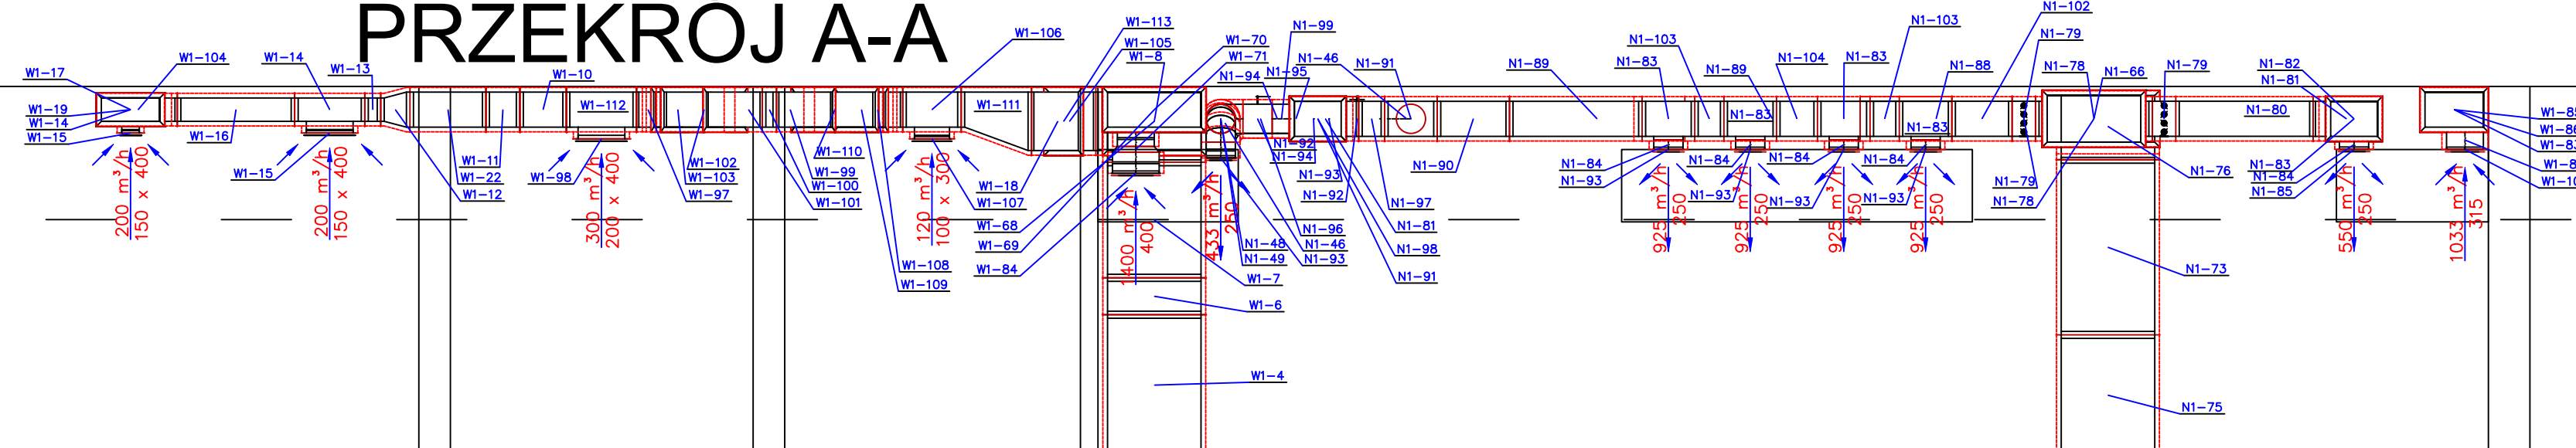 PRZEKROJ A-A
W1-17
W1-104
W1-14
W1-13
W1-10
W1-106
W1-113
W1-105
W1-8
W1-70
W1-71
N1-99
N1-46
N1-94
N1-95
N1-91
N1-89
N1-103
N1-83
N1-89
N1-104
N1-83
N1-103
N1-88
N1-102
N1-79
N1-78
N1-66
N1-79
N1-82
N1-81
W1-19
W1-14
W1-15
W1-16
W1-112
W1-111
N1-83
N1-83
N1-80
W1-15
W1-11
W1-22
W1-12
W1-98
W1-102
W1-103
W1-97
W1-110
W1-99
W1-100
W1-101
W1-108
W1-109
W1-18
W1-107
W1-68
W1-69
W1-84
N1-92
N1-94
N1-93
N1-92
N1-97
N1-81
N1-98
N1-91
N1-96
N1-46
N1-93
N1-48
N1-49
W1-7
W1-6
W1-4
N1-90
N1-84
N1-93
N1-84
N1-93
N1-84
N1-93
N1-84
N1-93
N1-79
N1-78
N1-76
N1-73
N1-75
N1-83
N1-84
N1-85
200 m³/h
150 x 400
200 m³/h
150 x 400
300 m³/h
200 x 400
120 m³/h
100 x 300
400
433 m³/h
250
925 m³/h
250
925 m³/h
250
925 m³/h
250
925 m³/h
250
550 m³/h
250
1033 m³/h
315